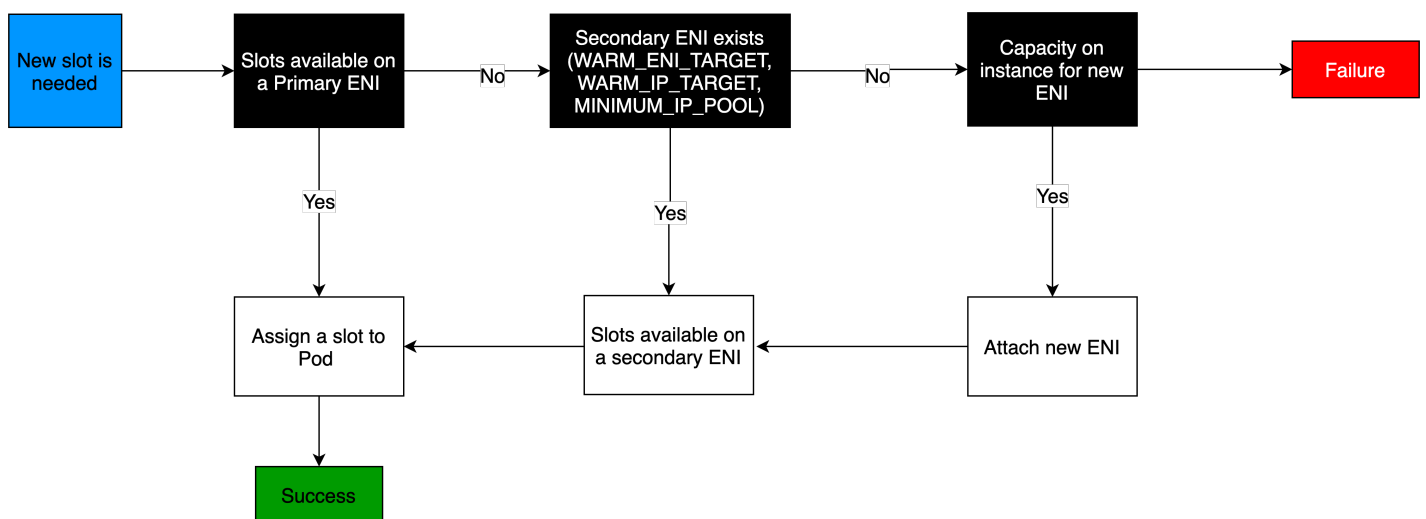 New slot is
needed
Slots available on
a Primary ENI
No
Secondary ENI exists
(WARM_ENI_TARGET,
WARM_IP_TARGET,
MINIMUM_IP_POOL)
No
Capacity on
instance for new
ENI
Failure
Yes
Yes
Yes
Assign a slot to
Pod
Slots available on
a secondary ENI
Attach new ENI
Success